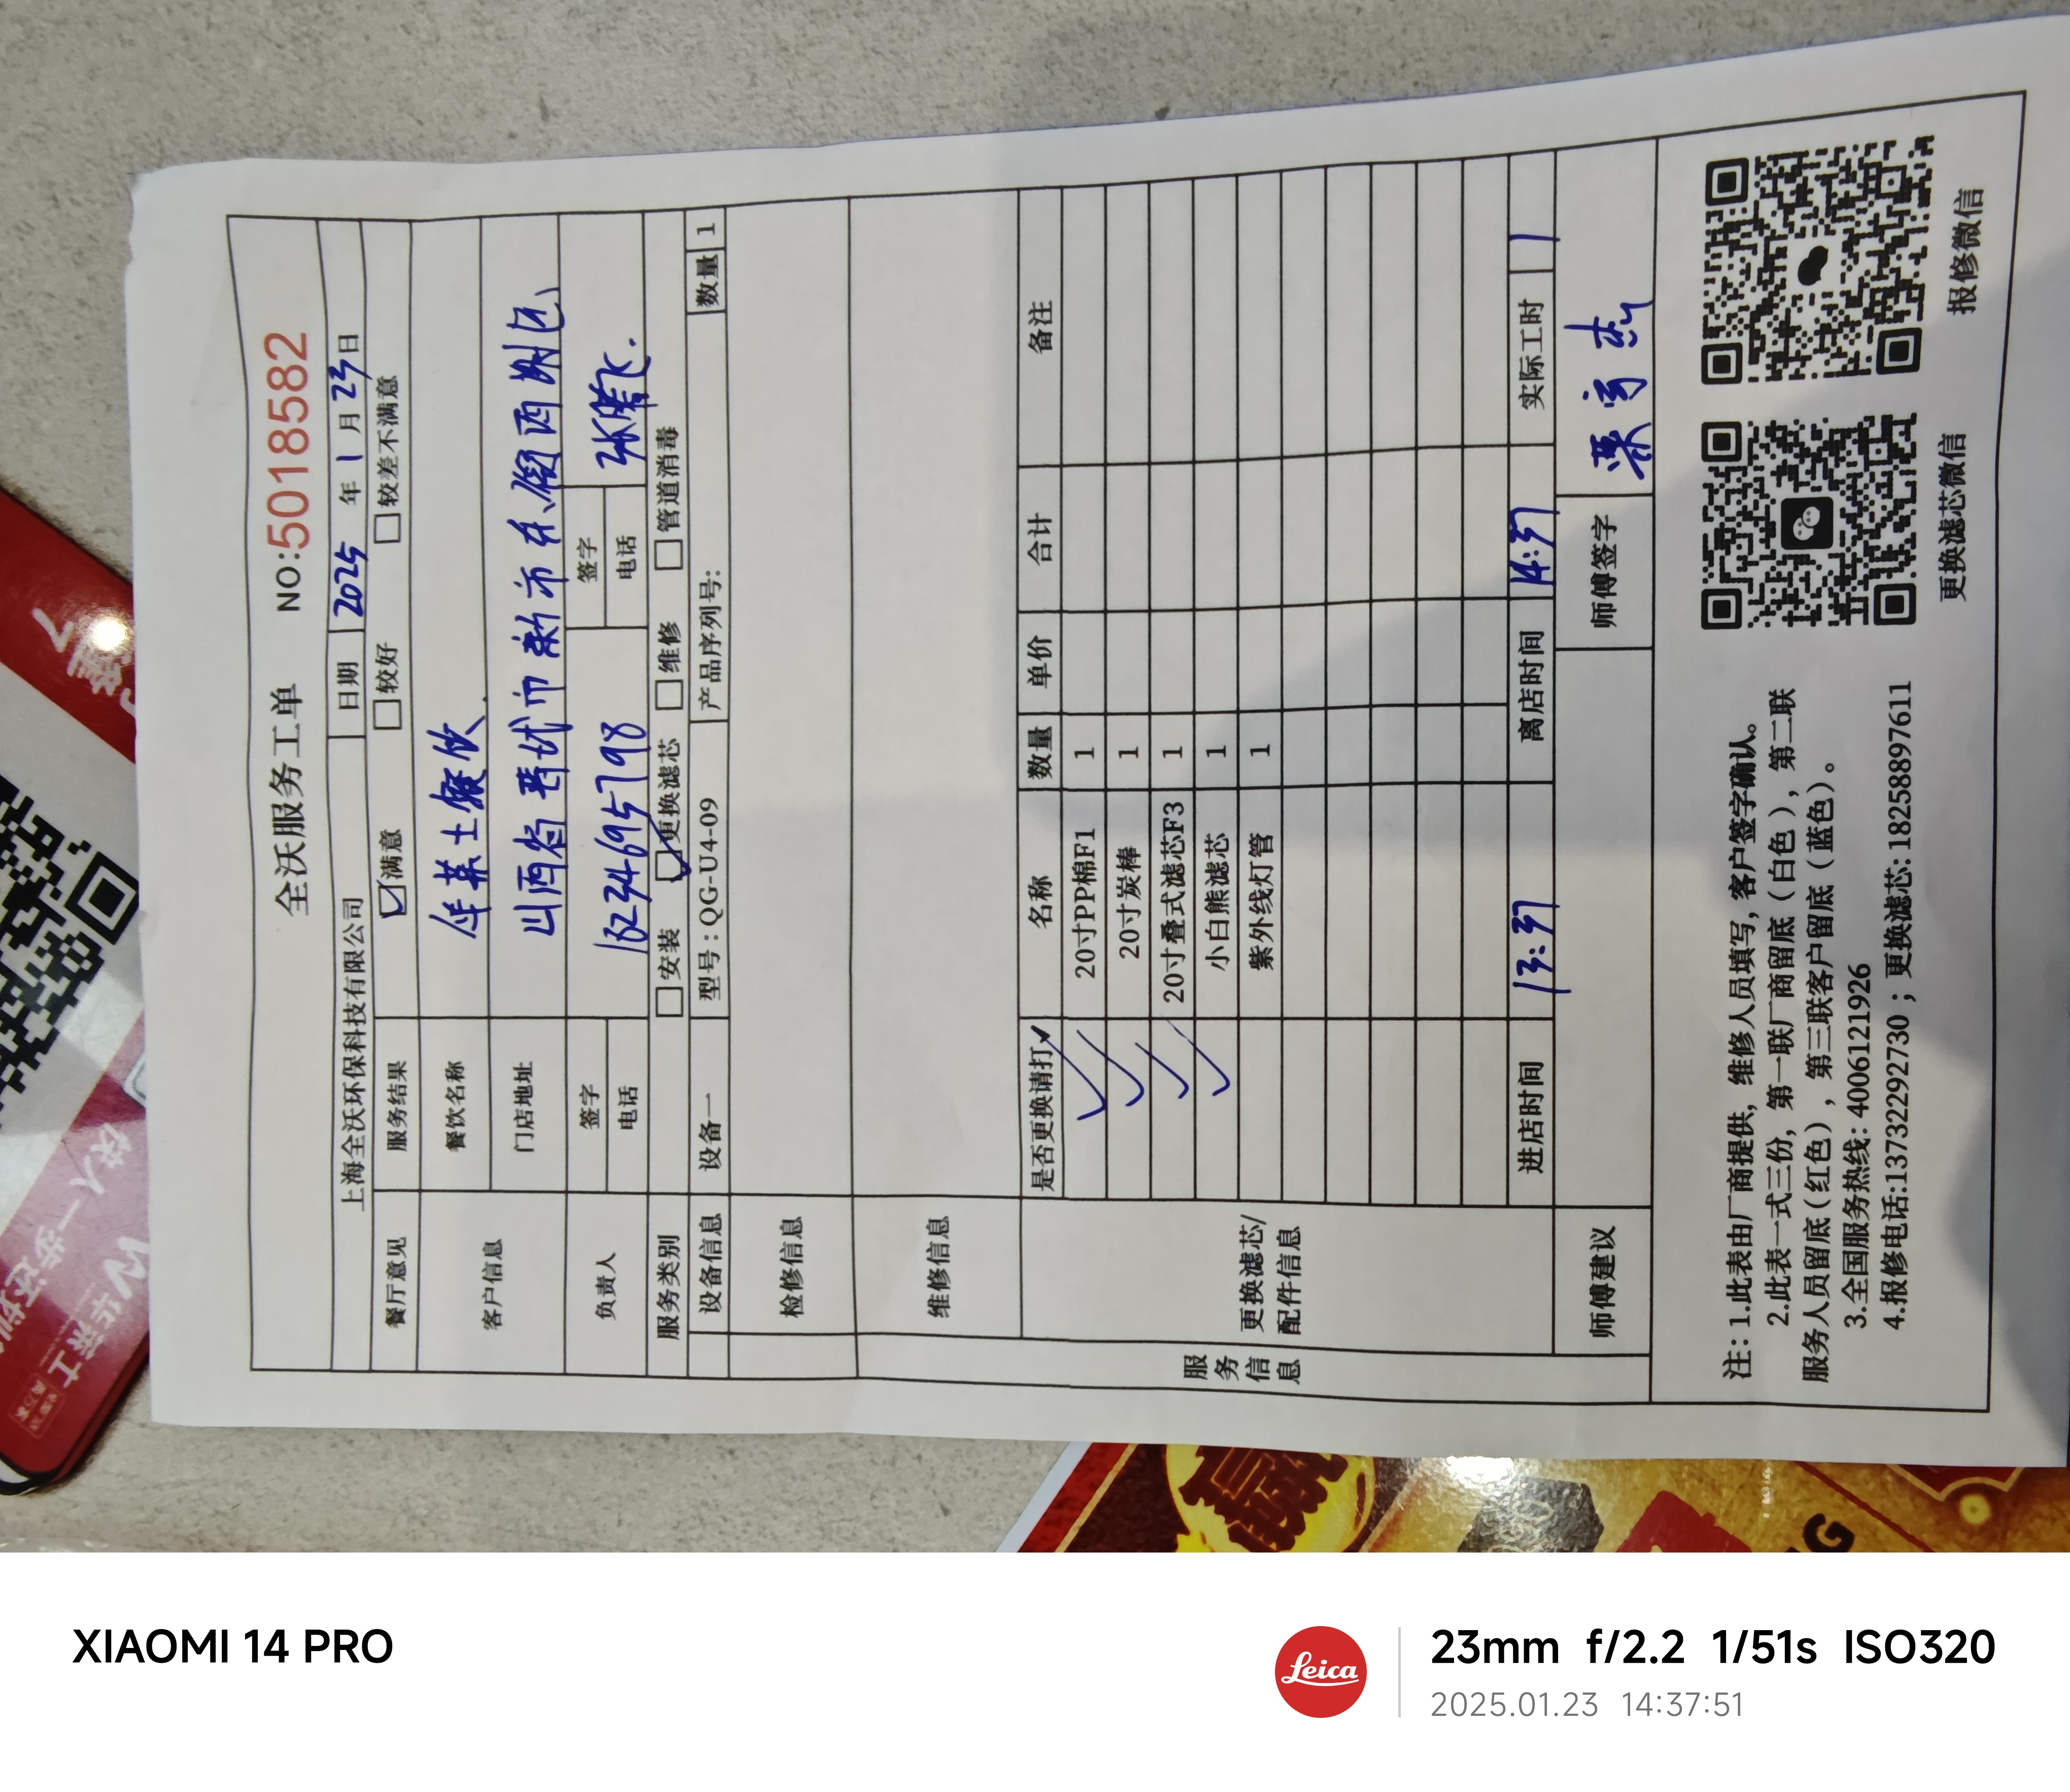 全沃服务工单 NO:5018582
上海全沃环保科技有限公司 日期 2025 年 1 月 23 日
餐厅意见 服务结果 ☑满意 □较好 □较差不满意
客户信息 餐饮名称 华莱士餐饮
门店地址 山西省晋城市
负责人 签字 签字 张腾飞
电话 18234695798 电话
服务类别 □安装 ☑更换滤芯 □维修 □管道消毒
设备信息 设备一 型号:QG-U4-09 产品序列号: 数量 1
检修信息
维修信息
服务信息
更换滤芯/配件信息
是否更换请打✓ 名称 数量 单价 合计 备注
✓ 20寸PP棉F1 1
✓ 20寸炭棒 1
✓ 20寸叠式滤芯F3 1
✓ 小白熊滤芯 1
紫外线灯管 1
进店时间 13:37 离店时间 14:37 实际工时 1
师傅建议 师傅签字
注:1.此表由厂商提供,维修人员填写,客户签字确认。
2.此表一式三份,第一联厂商留底(白色),第二联
服务人员留底(红色),第三联客户留底(蓝色)。
3.全国服务热线:4006121926
4.报修电话:13732292730;更换滤芯:18258897611
更换滤芯微信 报修微信
快人一步还划
华莱士
赢
XIAOMI 14 PRO
Leica
23mm f/2.2 1/51s ISO320
2025.01.23 14:37:51